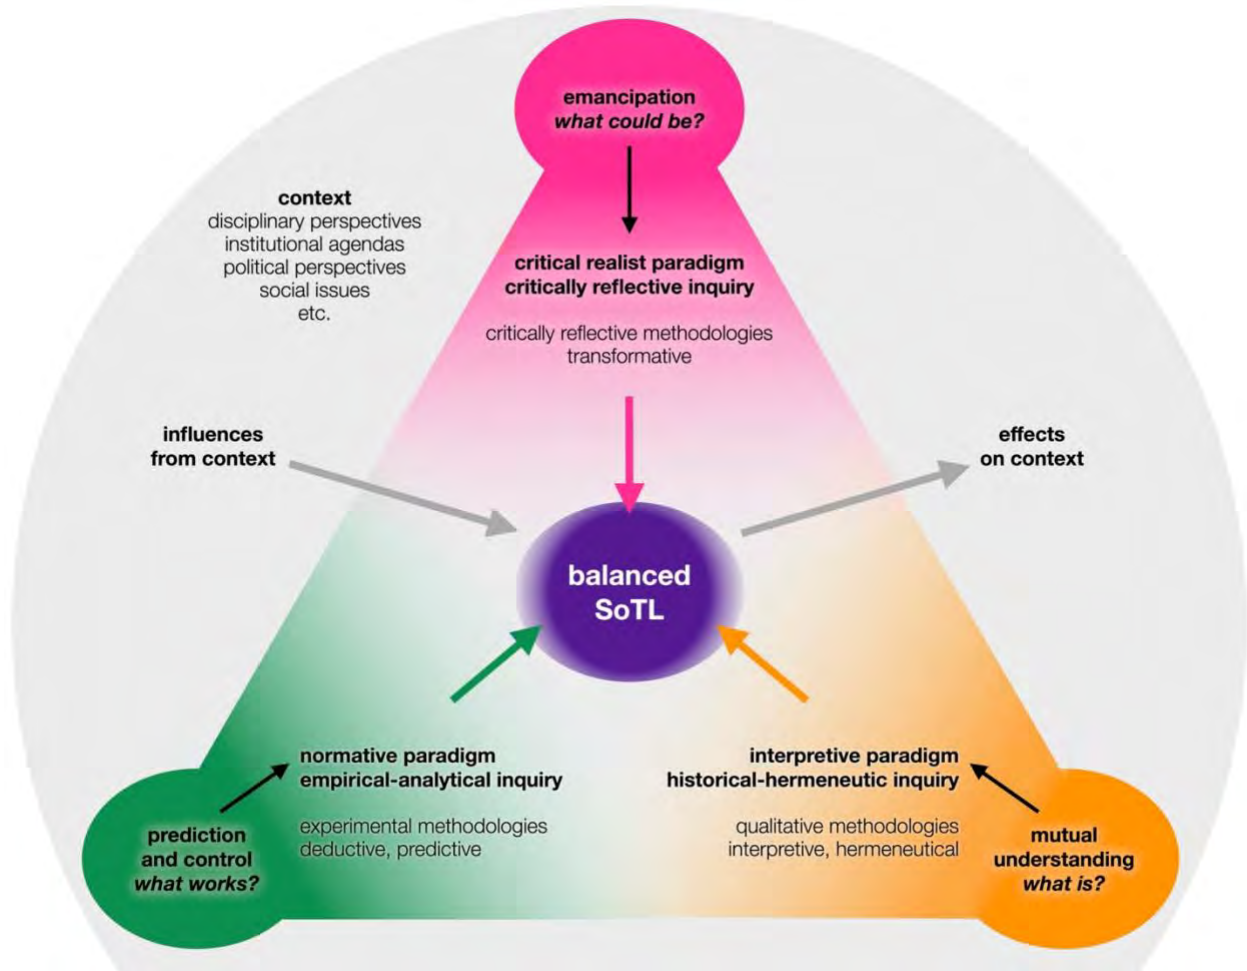 emancipation
what could be?
context
disciplinary perspectives
institutional agendas
political perspectives
social issues
etc.
critical realist paradigm
critically reflective inquiry
critically reflective methodologies
transformative
influences
from context
effects
on context
balanced
SoTL
normative paradigm
empirical-analytical inquiry
experimental methodologies
deductive, predictive
interpretive paradigm
historical-hermeneutic inquiry
qualitative methodologies
interpretive, hermeneutical
prediction
and control
what works?
mutual
understanding
what is?